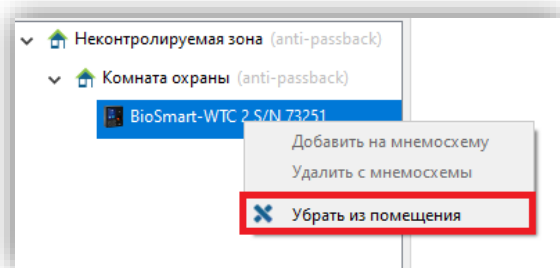 Неконтролируемая зона (anti-passback)
Комната охраны (anti-passback)
BioSmart-WTC 2 S/N 73251
Добавить на мнемосхему
Удалить с мнемосхемы
Убрать из помещения